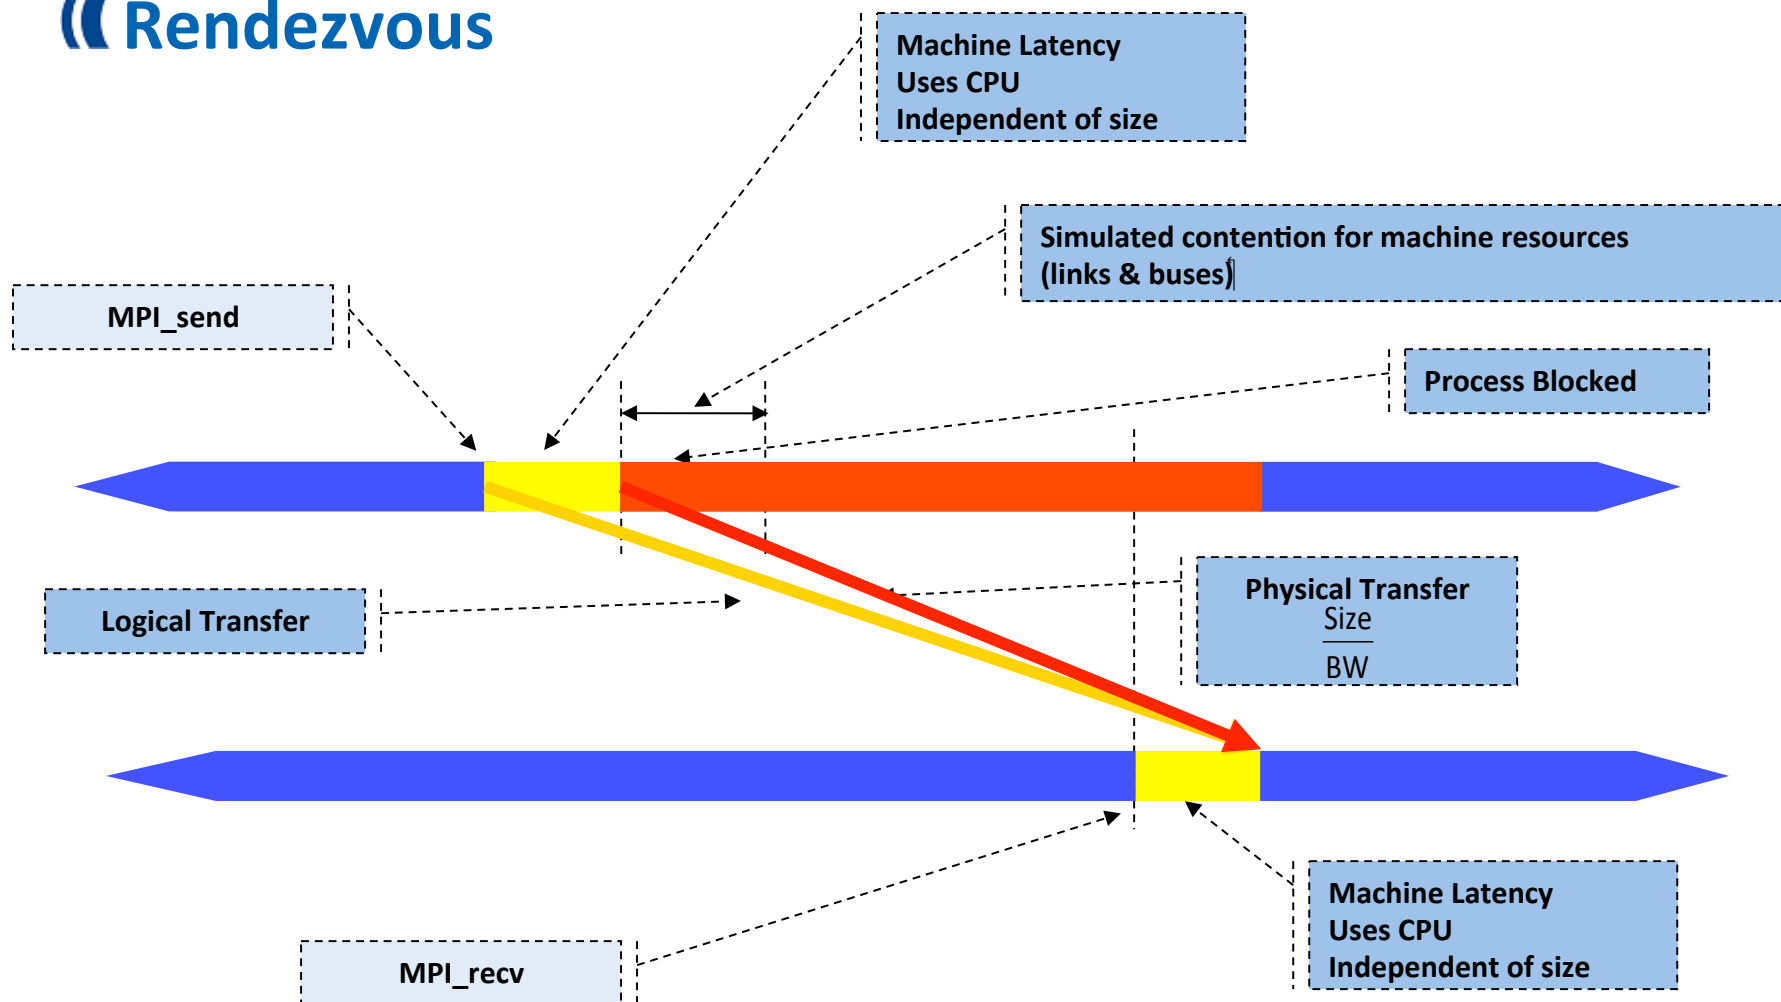 Rendezvous
Machine Latency
Uses CPU
Independent of size
Simulated contention for machine resources
(links & buses)
MPI_send
Process Blocked
Logical Transfer
Physical Transfer
Size
BW
Machine Latency
Uses CPU
Independent of size
MPI_recv